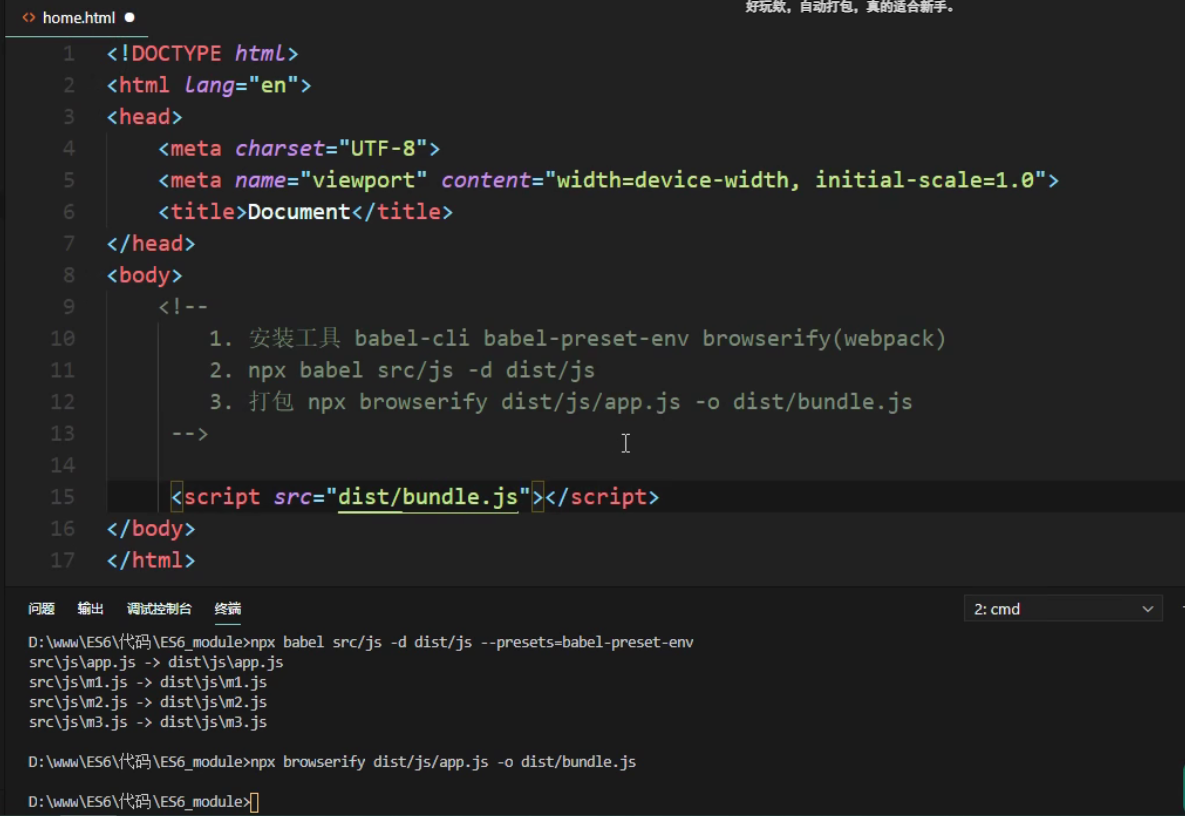 好玩欸，自动打包，真的适合新手。
home.html
1 <!DOCTYPE html>
2 <html lang="en">
3 <head>
4 <meta charset="UTF-8">
5 <meta name="viewport" content="width=device-width, initial-scale=1.0">
6 <title>Document</title>
7 </head>
8 <body>
9 <!--
10 1. 安装工具 babel-cli babel-preset-env browserify(webpack)
11 2. npx babel src/js -d dist/js
12 3. 打包 npx browserify dist/js/app.js -o dist/bundle.js
13 -->
14
15 <script src="dist/bundle.js"></script>
16 </body>
17 </html>
问题 输出 调试控制台 终端 2: cmd
D:\www\ES6\代码\ES6_module>npx babel src/js -d dist/js --presets=babel-preset-env
src\js\app.js -> dist\js\app.js
src\js\m1.js -> dist\js\m1.js
src\js\m2.js -> dist\js\m2.js
src\js\m3.js -> dist\js\m3.js
D:\www\ES6\代码\ES6_module>npx browserify dist/js/app.js -o dist/bundle.js
D:\www\ES6\代码\ES6_module>